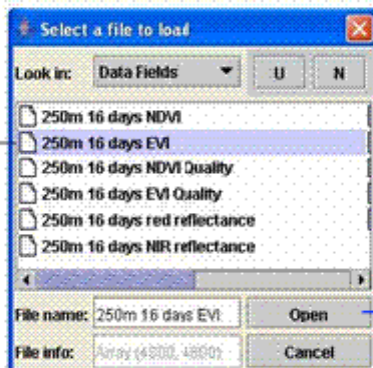 Select a file to load
Look in: Data Fields U N
250m 16 days NDVI
250m 16 days EVI
250m 16 days NDVI Quality
250m 16 days EVI Quality
250m 16 days red reflectance
250m 16 days NIR reflectance
File name: 250m 16 days EVI Open
File info: Array (4800, 4800) Cancel